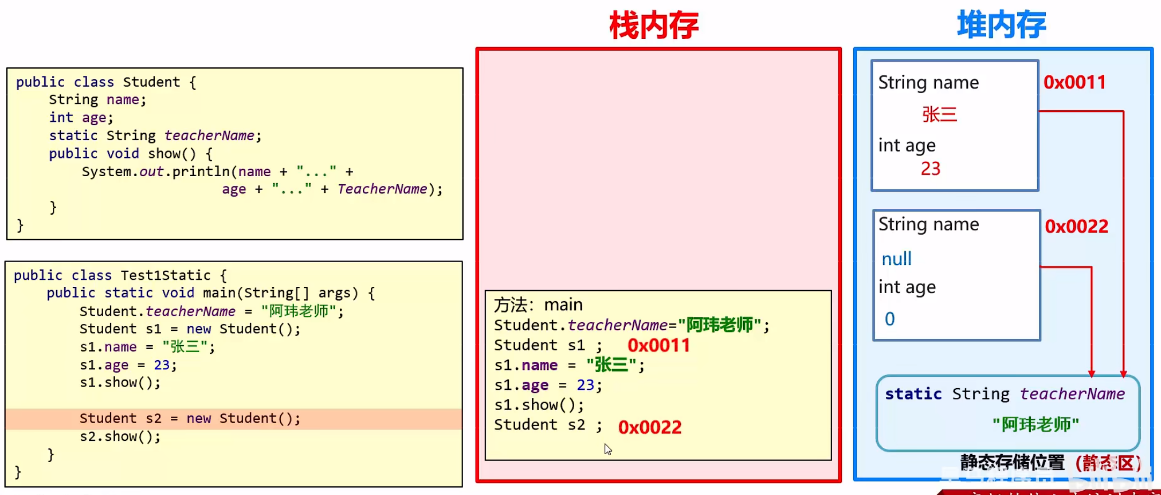 栈内存
堆内存
public class Student {
String name;
int age;
static String teacherName;
public void show() {
System.out.println(name + "..." +
age + "..." + TeacherName);
}
}
public class Test1Static {
public static void main(String[] args) {
Student.teacherName = "阿玮老师";
Student s1 = new Student();
s1.name = "张三";
s1.age = 23;
s1.show();
Student s2 = new Student();
s2.show();
}
}
方法：main
Student.teacherName="阿玮老师";
Student s1 ; 0x0011
s1.name = "张三";
s1.age = 23;
s1.show();
Student s2 ; 0x0022
String name
0x0011
张三
int age
23
String name
0x0022
null
int age
0
static String teacherName
"阿玮老师"
静态存储位置（静态区）